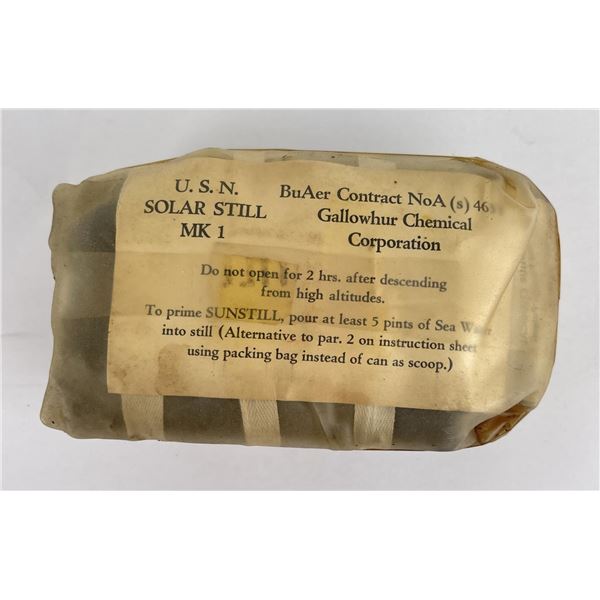 U. S. N.
SOLAR STILL
MK 1
BuAer Contract NoA (s) 46
Gallowhur Chemical
Corporation
Do not open for 2 hrs. after descending
from high altitudes.
To prime SUNSTILL, pour at least 5 pints of Sea Water
into still (Alternative to par. 2 on instruction sheet
using packing bag instead of can as scoop.)